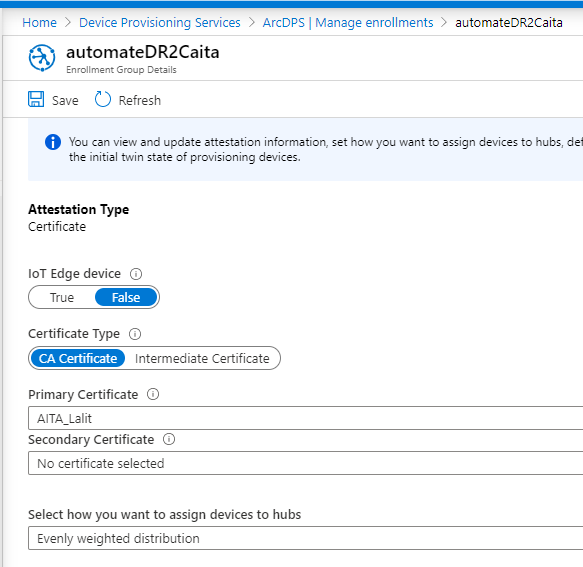 Home > Device Provisioning Services > ArcDPS | Manage enrollments > automateDR2Caita
automateDR2Caita
Enrollment Group Details
Save Refresh
You can view and update attestation information, set how you want to assign devices to hubs, def
the initial twin state of provisioning devices.
Attestation Type
Certificate
IoT Edge device
True False
Certificate Type
CA Certificate Intermediate Certificate
Primary Certificate
AITA_Lalit
Secondary Certificate
No certificate selected
Select how you want to assign devices to hubs
Evenly weighted distribution